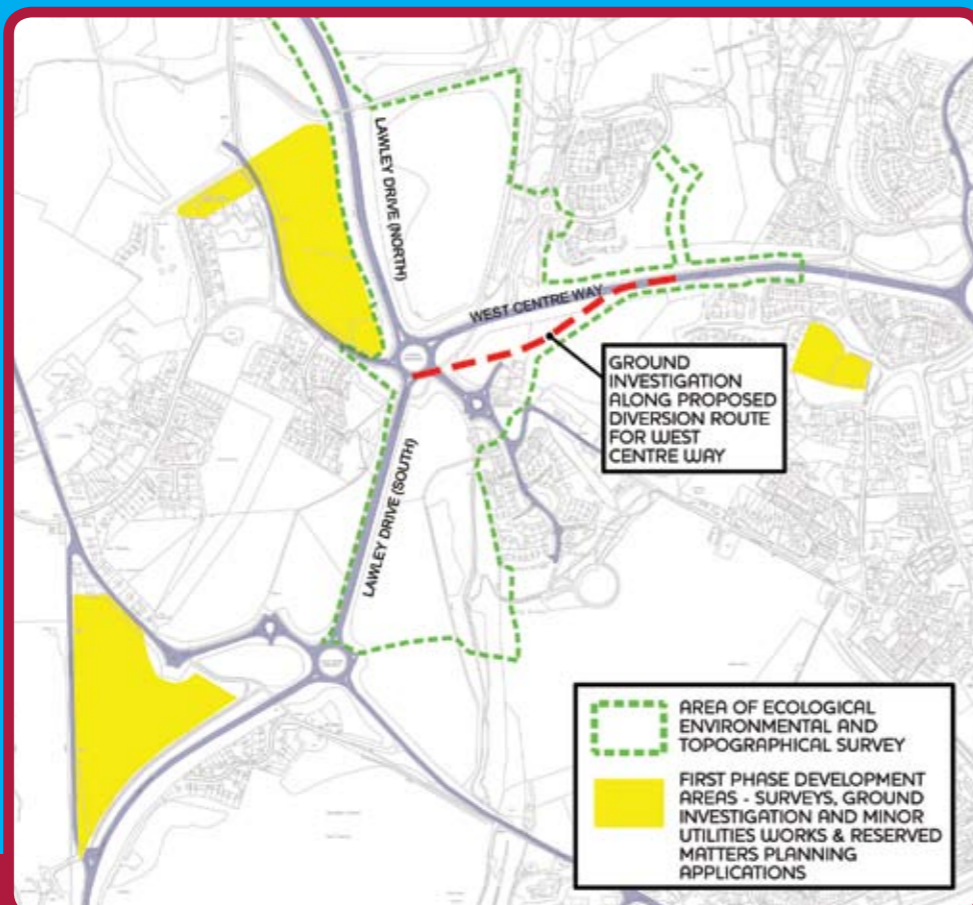 LAWLEY DRIVE (NORTH)
WEST CENTRE WAY
GROUND
INVESTIGATION
ALONG PROPOSED
DIVERSION ROUTE
FOR WEST
CENTRE WAY
LAWLEY DRIVE (SOUTH)
AREA OF ECOLOGICAL
ENVIRONMENTAL AND
TOPOGRAPHICAL SURVEY
FIRST PHASE DEVELOPMENT
AREAS - SURVEYS, GROUND
INVESTIGATION AND MINOR
UTILITIES WORKS & RESERVED
MATTERS PLANNING
APPLICATIONS